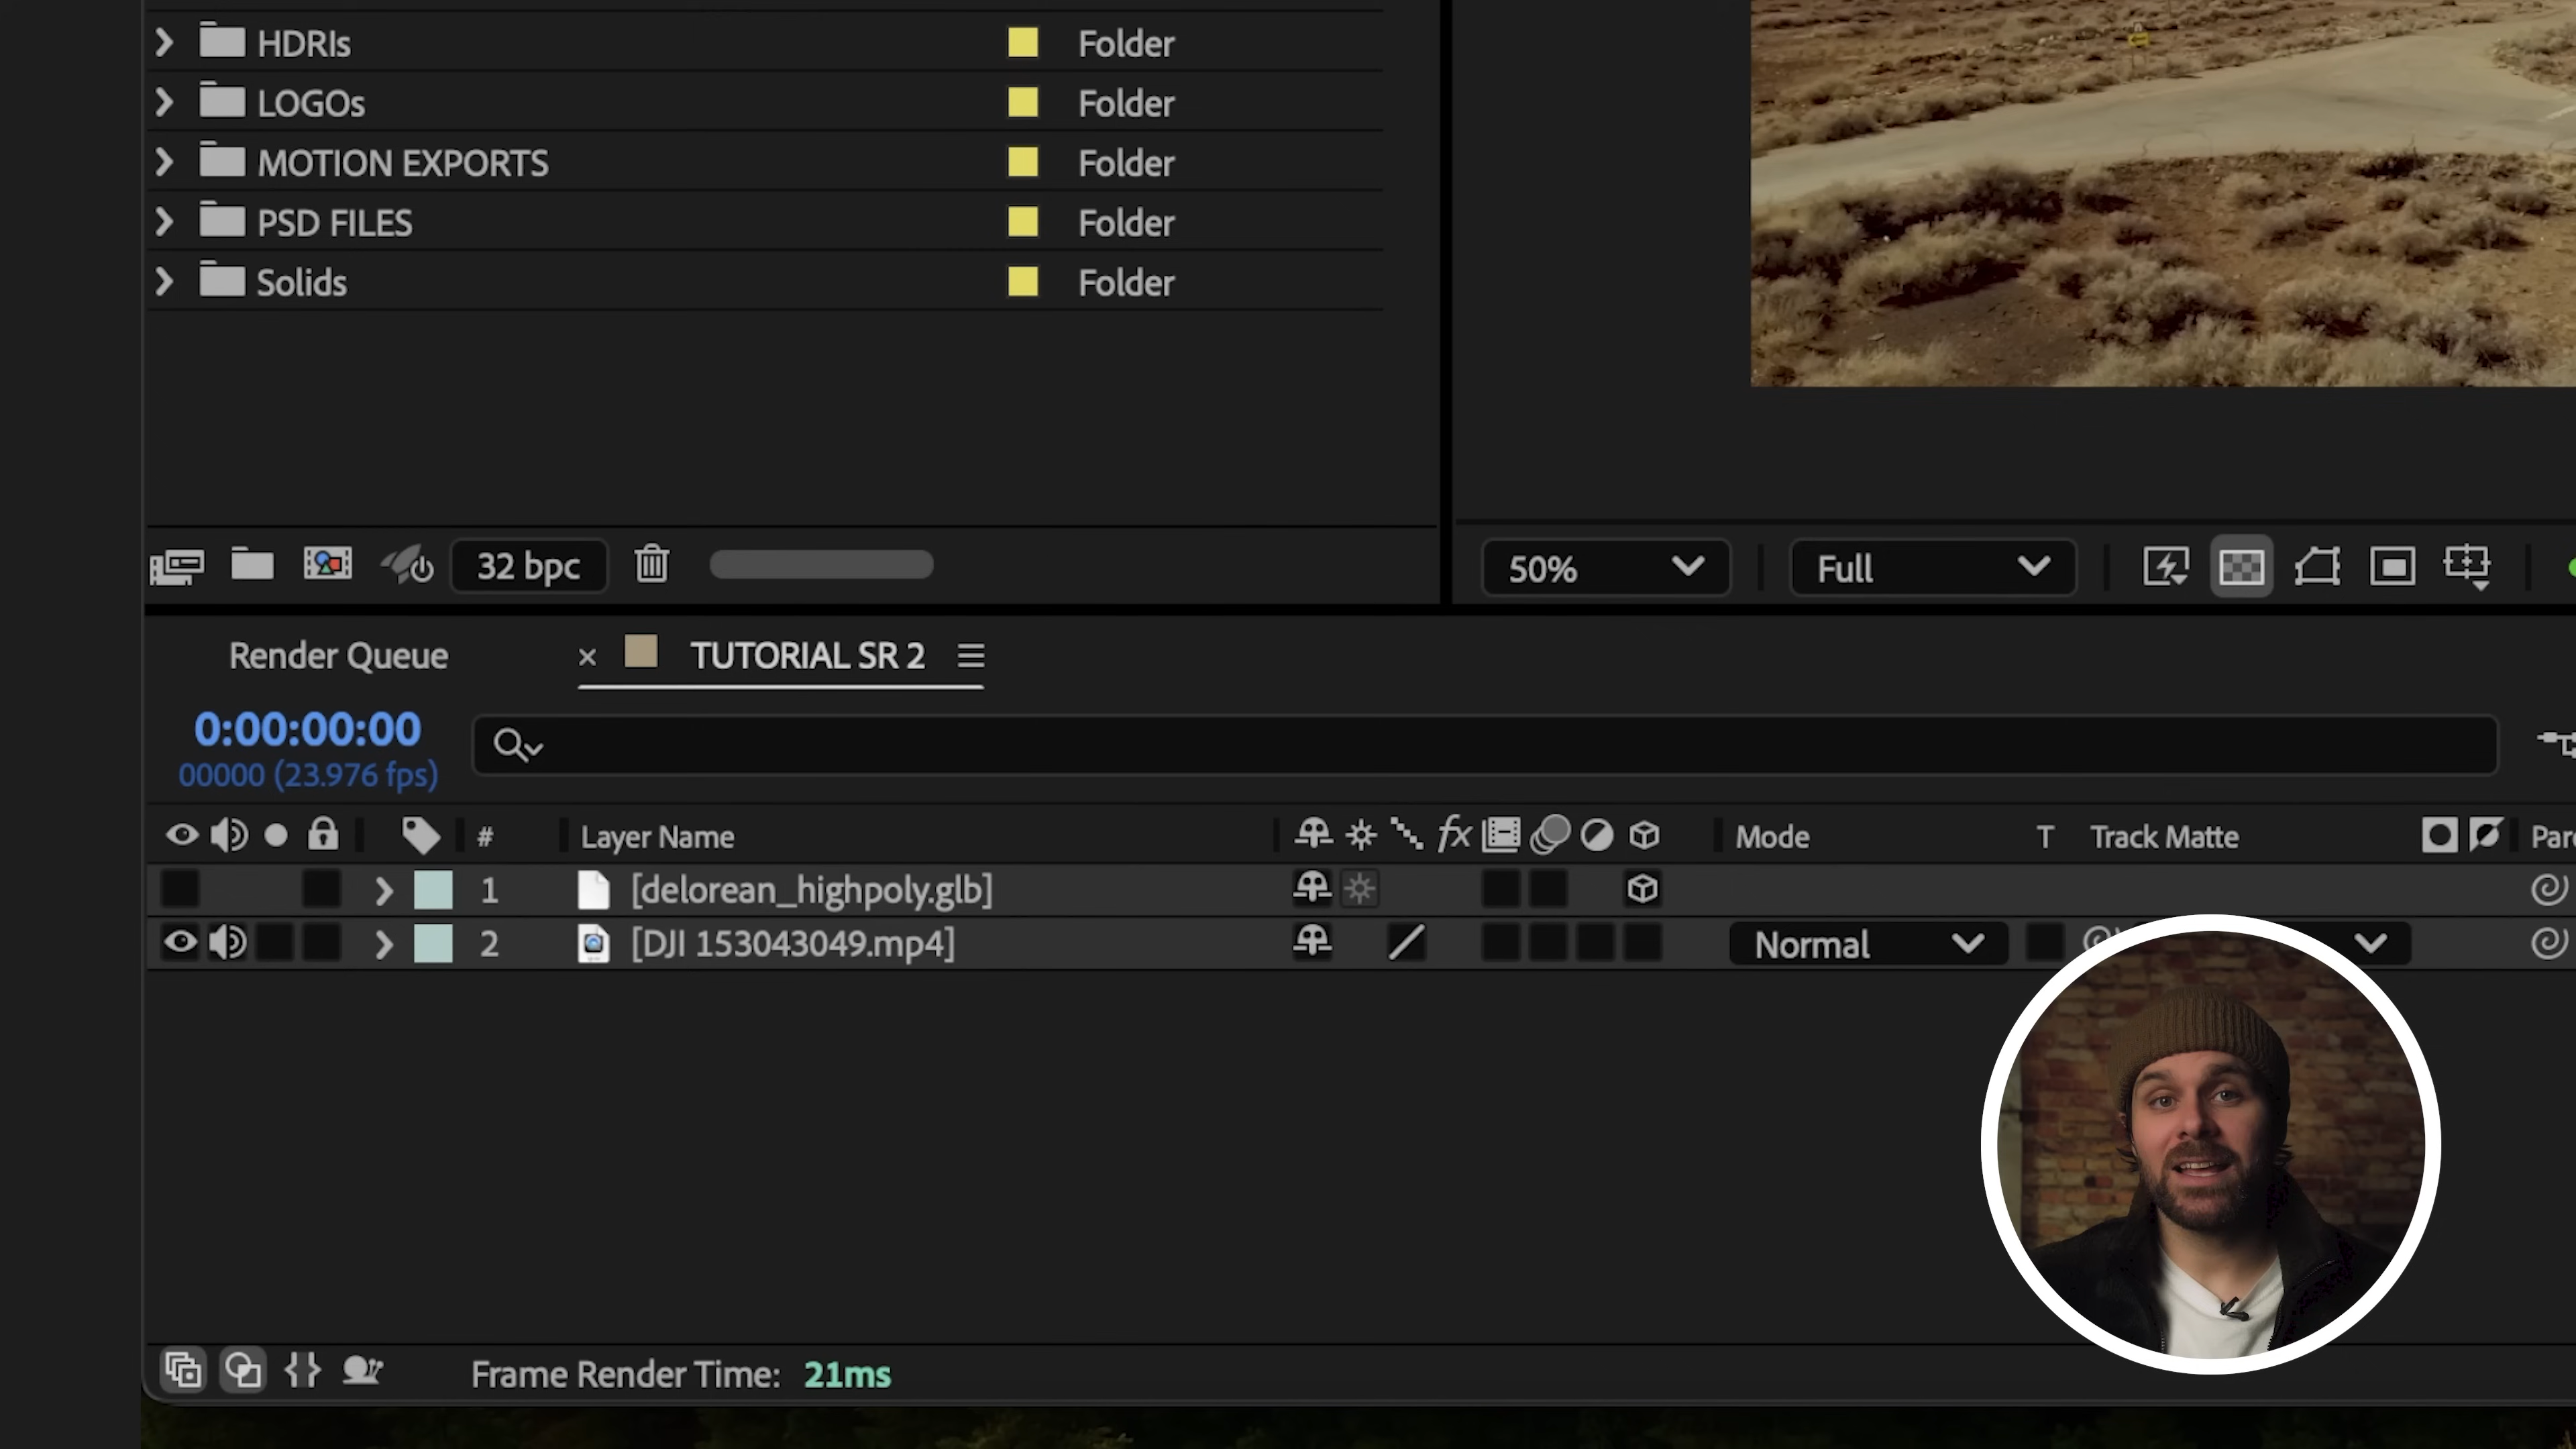 HDRIs Folder
LOGOs Folder
MOTION EXPORTS Folder
PSD FILES Folder
Solids Folder
32 bpc
50% Full
Render Queue × TUTORIAL SR 2
0:00:00:00
00000 (23.976 fps)
# Layer Name fx Mode T Track Matte
1 [delorean_highpoly.glb]
2 [DJI 153043049.mp4] Normal
Frame Render Time: 21ms